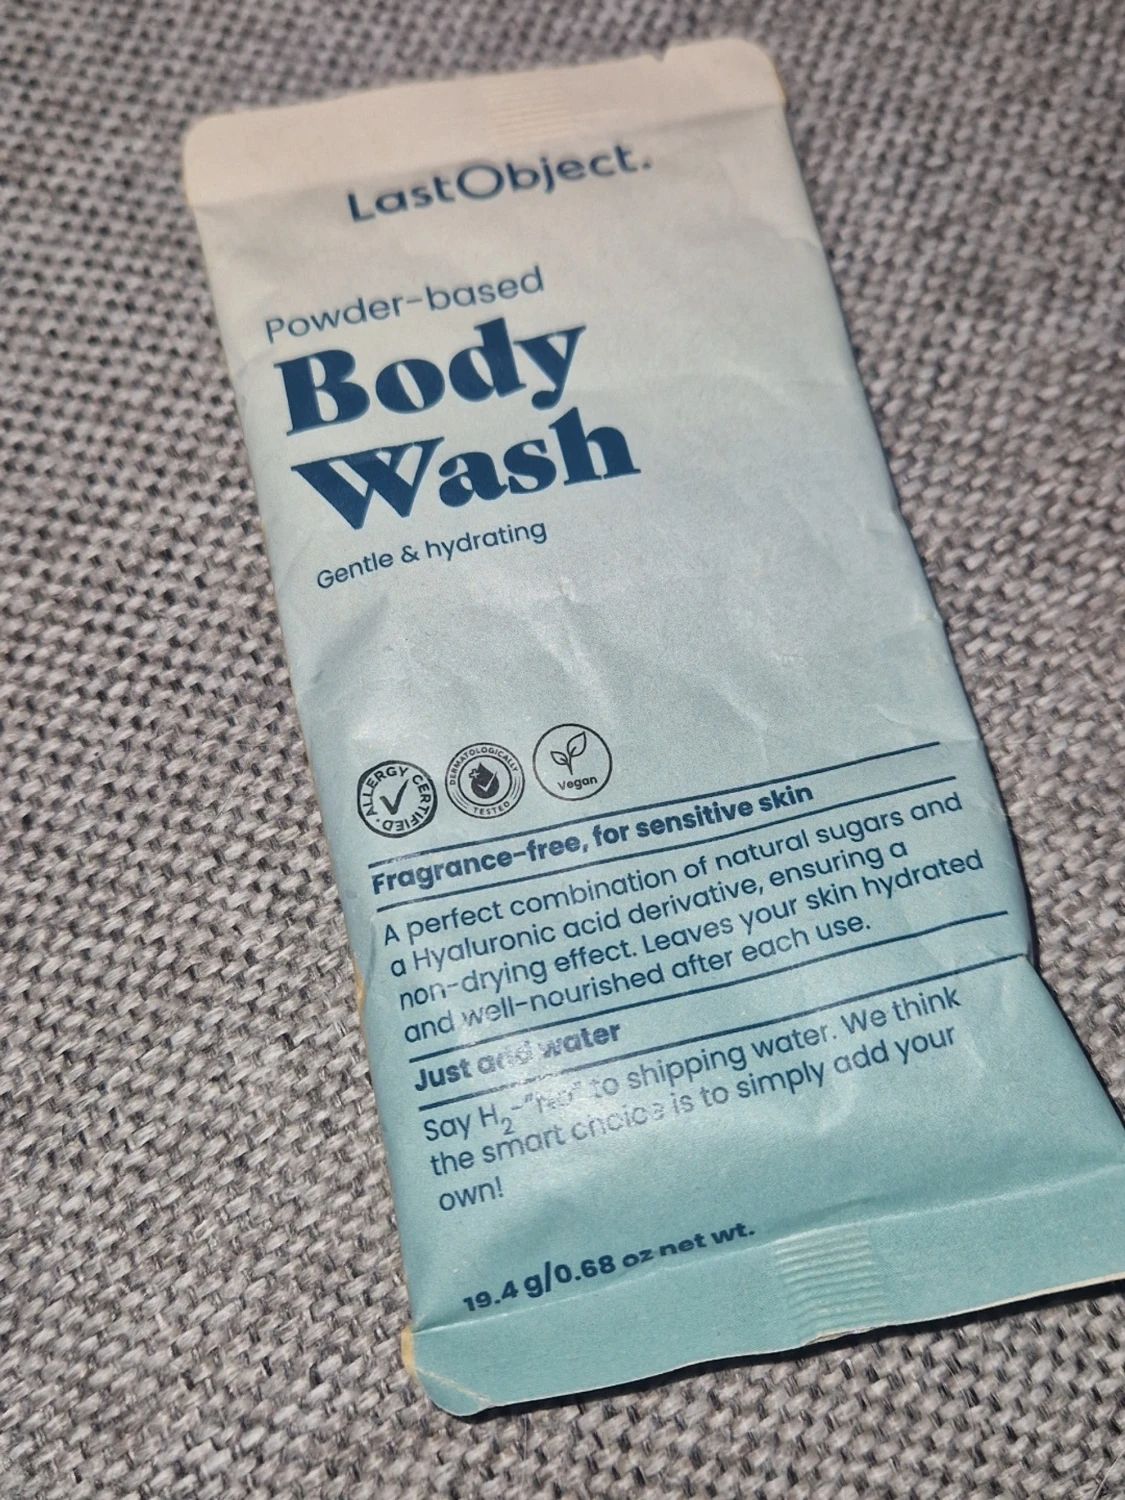 LastObject.
Powder-based
Body
Wash
Gentle & hydrating
ALLERGY CERTIFIED
DERMATOLOGICALLY TESTED
Vegan
Fragrance-free, for sensitive skin
A perfect combination of natural sugars and
a Hyaluronic acid derivative, ensuring a
non-drying effect. Leaves your skin hydrated
and well-nourished after each use.
Just add water
Say H₂-"No" to shipping water. We think
the smart choice is to simply add your
own!
19.4 g/0.68 oz net wt.